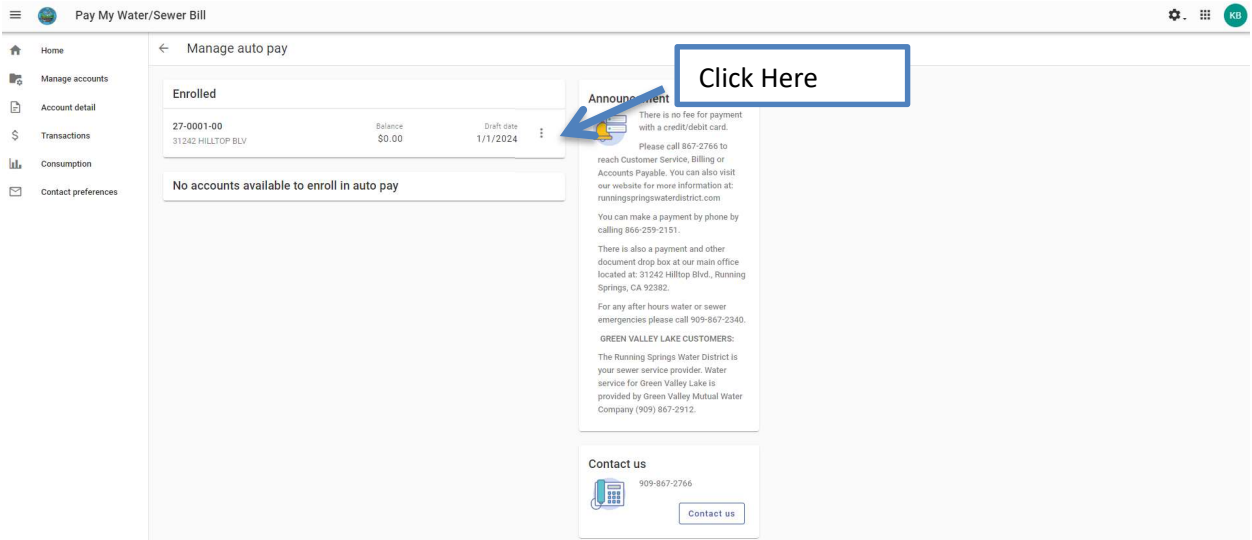 Pay My Water/Sewer Bill
KB
Home
Manage accounts
Account detail
Transactions
Consumption
Contact preferences
Manage auto pay
Enrolled
27-0001-00
31242 HILLTOP BLV
Balance
$0.00
Draft date
1/1/2024
No accounts available to enroll in auto pay
Click Here
Announcement
There is no fee for payment
with a credit/debit card.
Please call 867-2766 to
reach Customer Service, Billing or
Accounts Payable. You can also visit
our website for more information at:
runningspringswaterdistrict.com
You can make a payment by phone by
calling 866-259-2151.
There is also a payment and other
document drop box at our main office
located at: 31242 Hilltop Blvd., Running
Springs, CA 92382.
For any after hours water or sewer
emergencies please call 909-867-2340.
GREEN VALLEY LAKE CUSTOMERS:
The Running Springs Water District is
your sewer service provider. Water
service for Green Valley Lake is
provided by Green Valley Mutual Water
Company (909) 867-2912.
Contact us
909-867-2766
Contact us